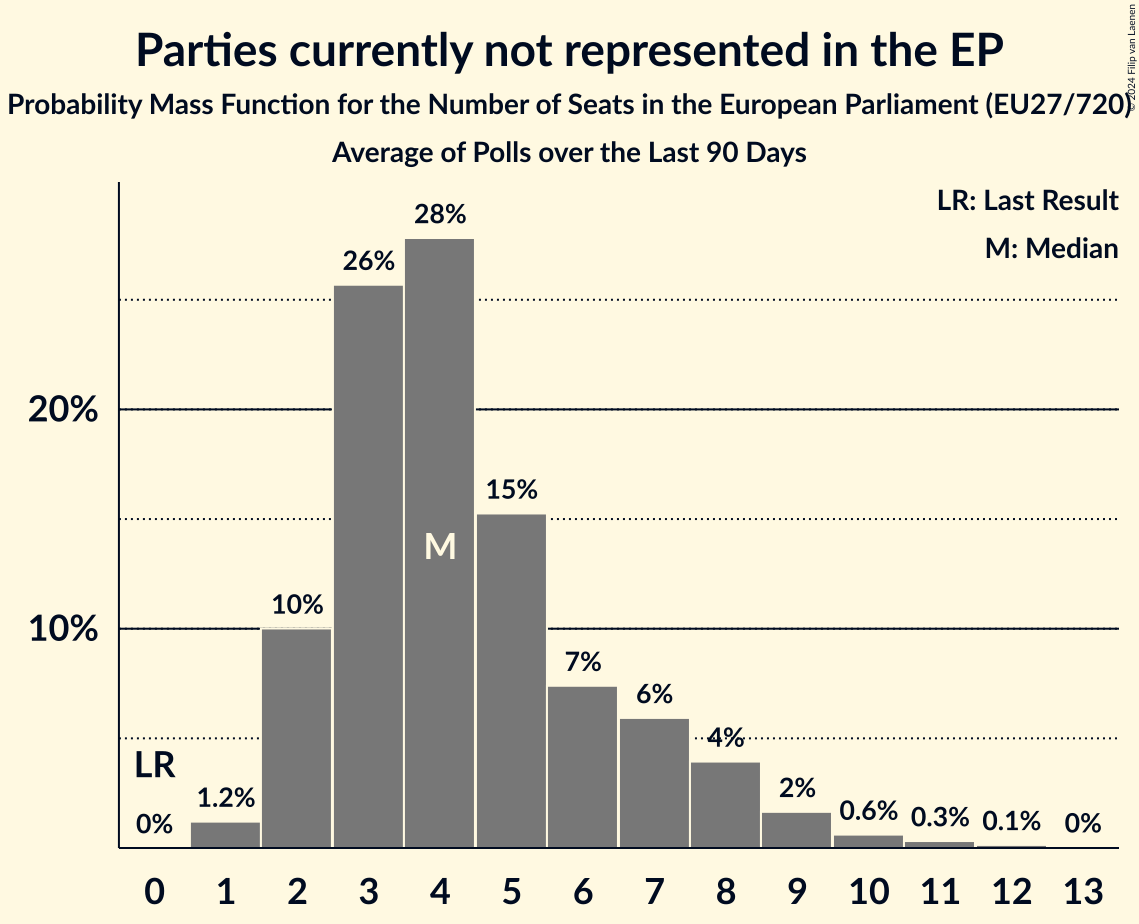 Parties currently not represented in the EP
© 2024 Filip van Laenen
Probability Mass Function for the Number of Seats in the European Parliament (EU27/720)
Average of Polls over the Last 90 Days
LR: Last Result
M: Median
28%
26%
20%
15%
M
10%
10%
7%
6%
4%
LR
2%
1.2%
0.6%
0.3%
0.1%
0%
0%
0 1 2 3 4 5 6 7 8 9 10 11 12 13